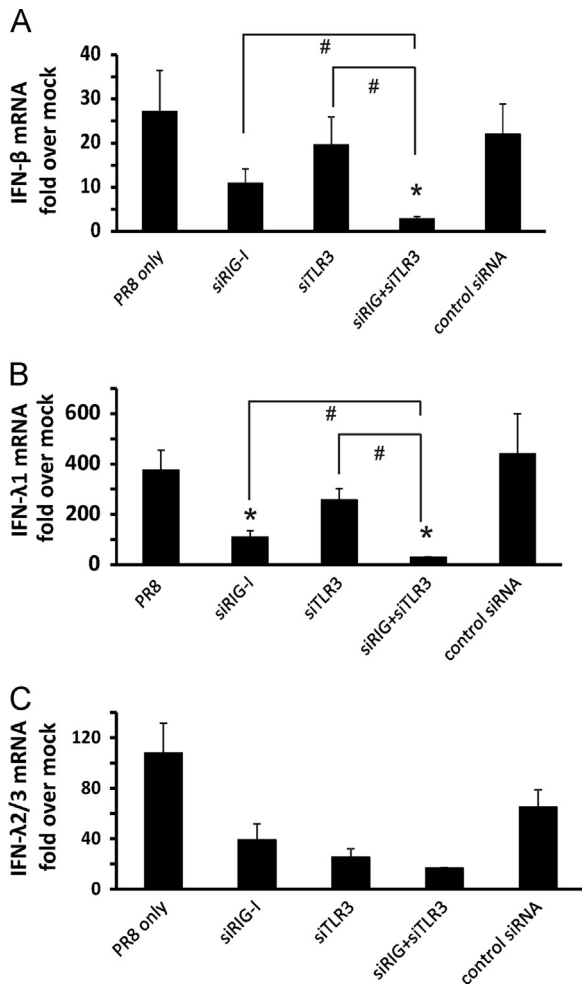 A
IFN-β mRNA
fold over mock
40
30
20
10
0
#
#
*
PR8 only
siRIG-I
siTLR3
siRIG+siTLR3
control siRNA
B
IFN-λ1 mRNA
fold over mock
600
400
200
0
#
#
*
*
PR8
siRIG-I
siTLR3
siRIG+siTLR3
control siRNA
C
IFN-λ2/3 mRNA
fold over mock
120
80
40
0
PR8 only
siRIG-I
siTLR3
siRIG+siTLR3
control siRNA